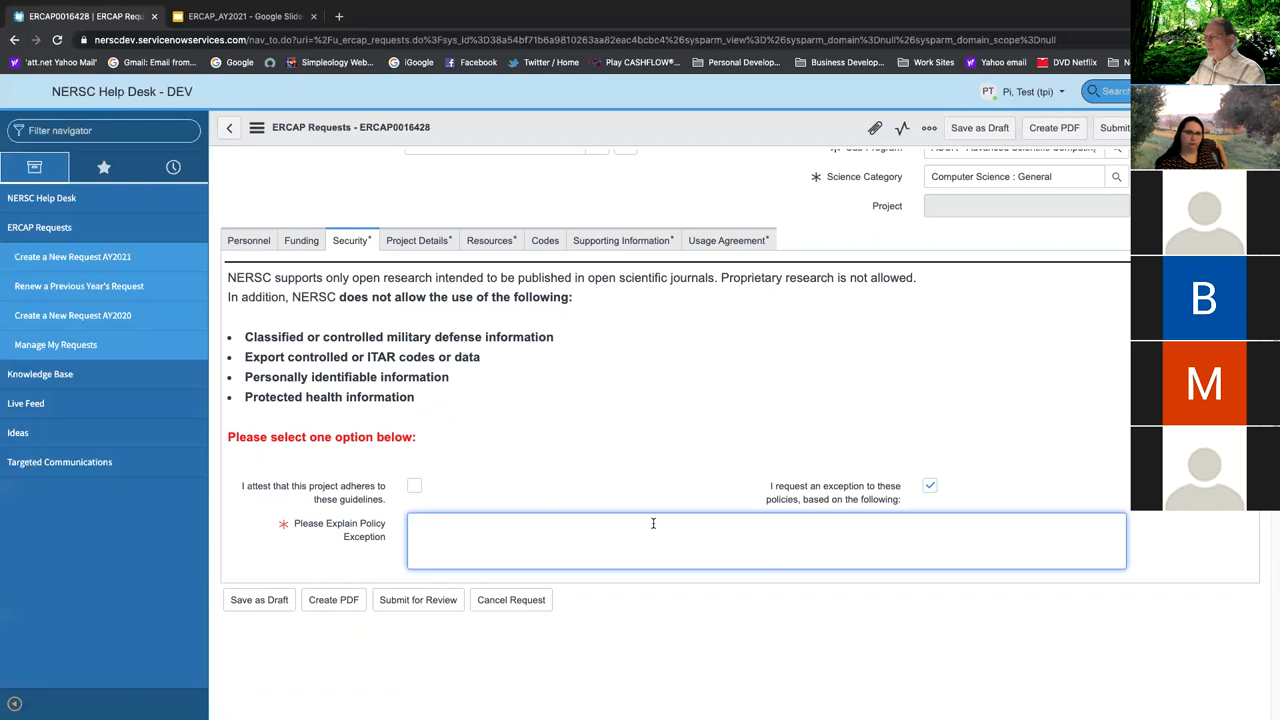 ERCAP0016428 | ERCAP Requ
ERCAP_AY2021 - Google Slide
nerscdev.servicenowservices.com/nav_to.do?uri=%2Fu_ercap_requests.do%3Fsys_id%3D38a54bf71b6a9810263aa82eac4bcbc4%26sysparm_view%3D%26sysparm_domain%3Dnull%26sysparm_domain_scope%3Dnull
'att.net Yahoo Mail'
Gmail: Email from...
Google
Simpleology Web...
iGoogle
Facebook
Twitter / Home
Play CASHFLOW®...
Personal Develop...
Business Develop...
Work Sites
Yahoo email
DVD Netflix
NERSC Help Desk - DEV
PT Pi, Test (tpi)
Search
Filter navigator
ERCAP Requests - ERCAP0016428
Save as Draft
Create PDF
Submit
NERSC Help Desk
ERCAP Requests
Create a New Request AY2021
Renew a Previous Year's Request
Create a New Request AY2020
Manage My Requests
Knowledge Base
Live Feed
Ideas
Targeted Communications
Science Category
Computer Science : General
Project
Personnel
Funding
Security*
Project Details*
Resources*
Codes
Supporting Information*
Usage Agreement*
NERSC supports only open research intended to be published in open scientific journals. Proprietary research is not allowed.
In addition, NERSC does not allow the use of the following:
• Classified or controlled military defense information
• Export controlled or ITAR codes or data
• Personally identifiable information
• Protected health information
Please select one option below:
I attest that this project adheres to
these guidelines.
I request an exception to these
policies, based on the following:
Please Explain Policy
Exception
Save as Draft
Create PDF
Submit for Review
Cancel Request
B
M